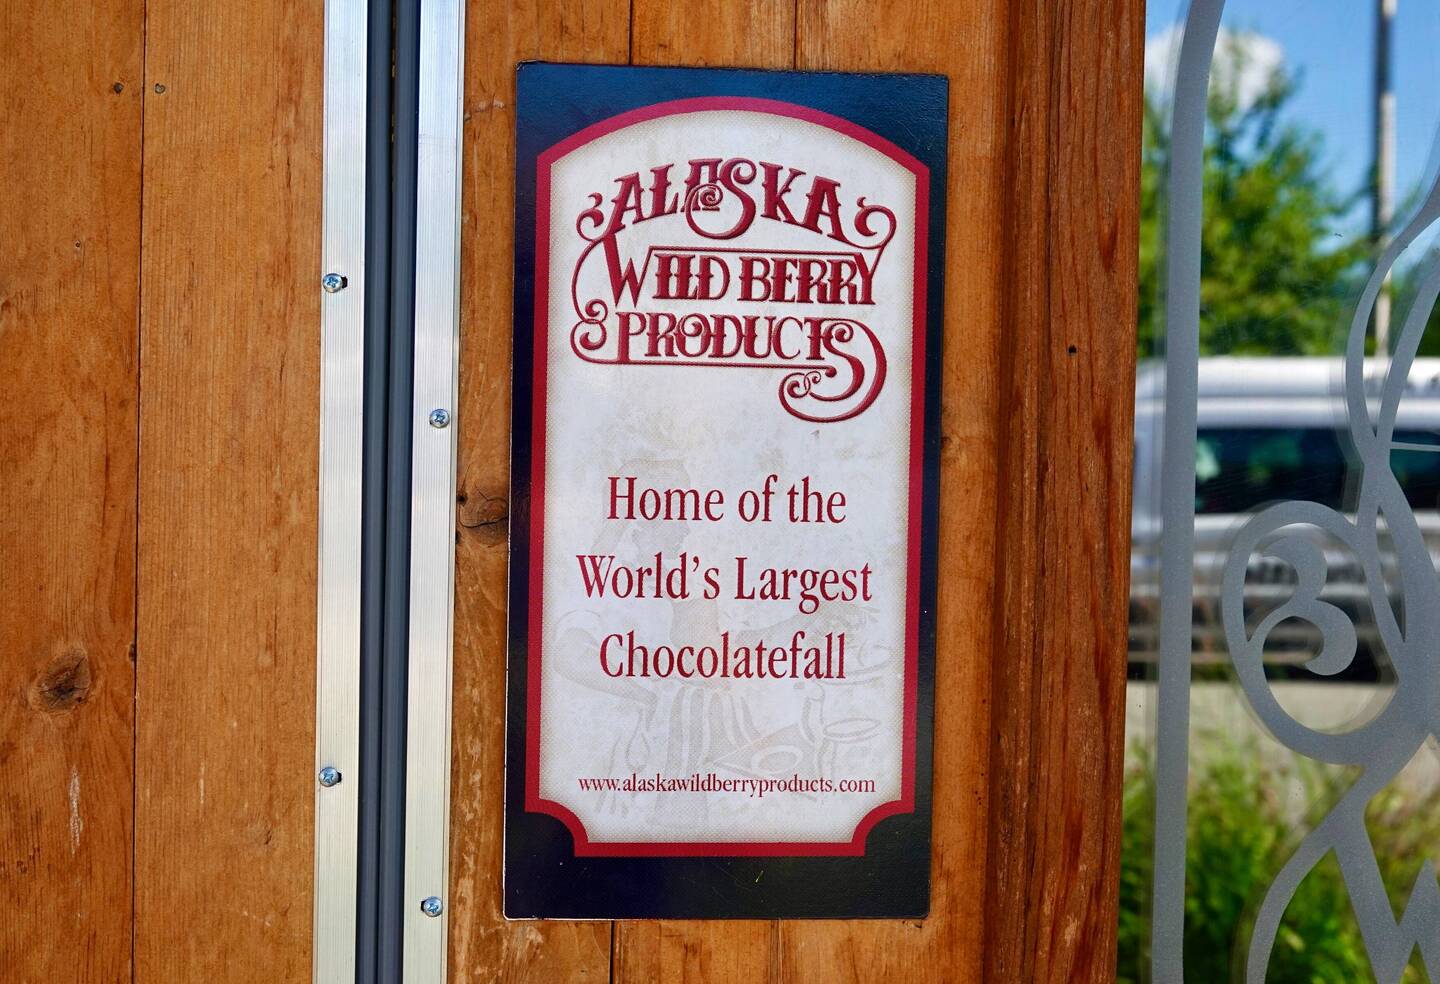 ALASKA
WILD BERRY
PRODUCTS
Home of the
World's Largest
Chocolatefall
www.alaskawildberryproducts.com